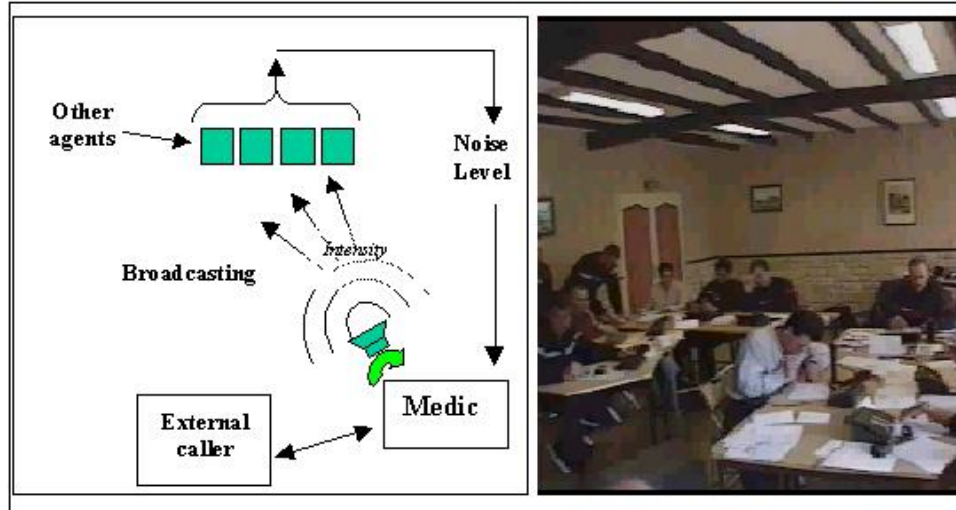 Other
agents
Noise
Level
Intensity
Broadcasting
Medic
External
caller